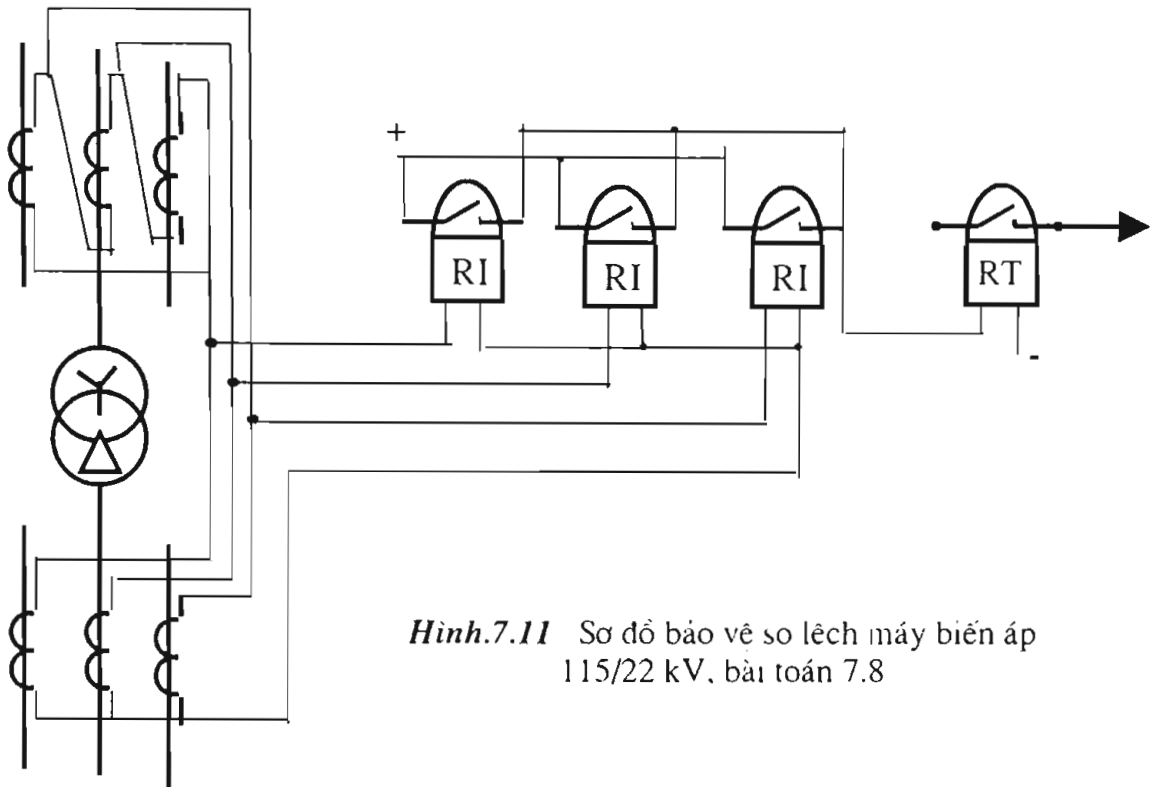 +
RI
RI
RI
RT
-
Hình.7.11 Sơ đồ bảo vệ so lệch máy biến áp
115/22 kV, bài toán 7.8